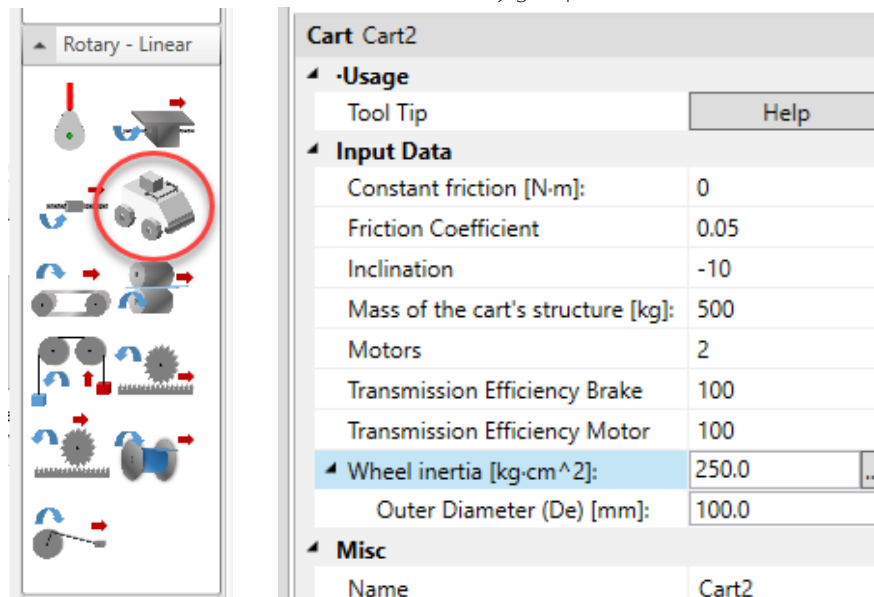 Rotary - Linear
Cart Cart2
·Usage
Tool Tip Help
Input Data
Constant friction [N·m]: 0
Friction Coefficient 0.05
Inclination -10
Mass of the cart's structure [kg]: 500
Motors 2
Transmission Efficiency Brake 100
Transmission Efficiency Motor 100
Wheel inertia [kg·cm^2]: 250.0 ..
Outer Diameter (De) [mm]: 100.0
Misc
Name Cart2